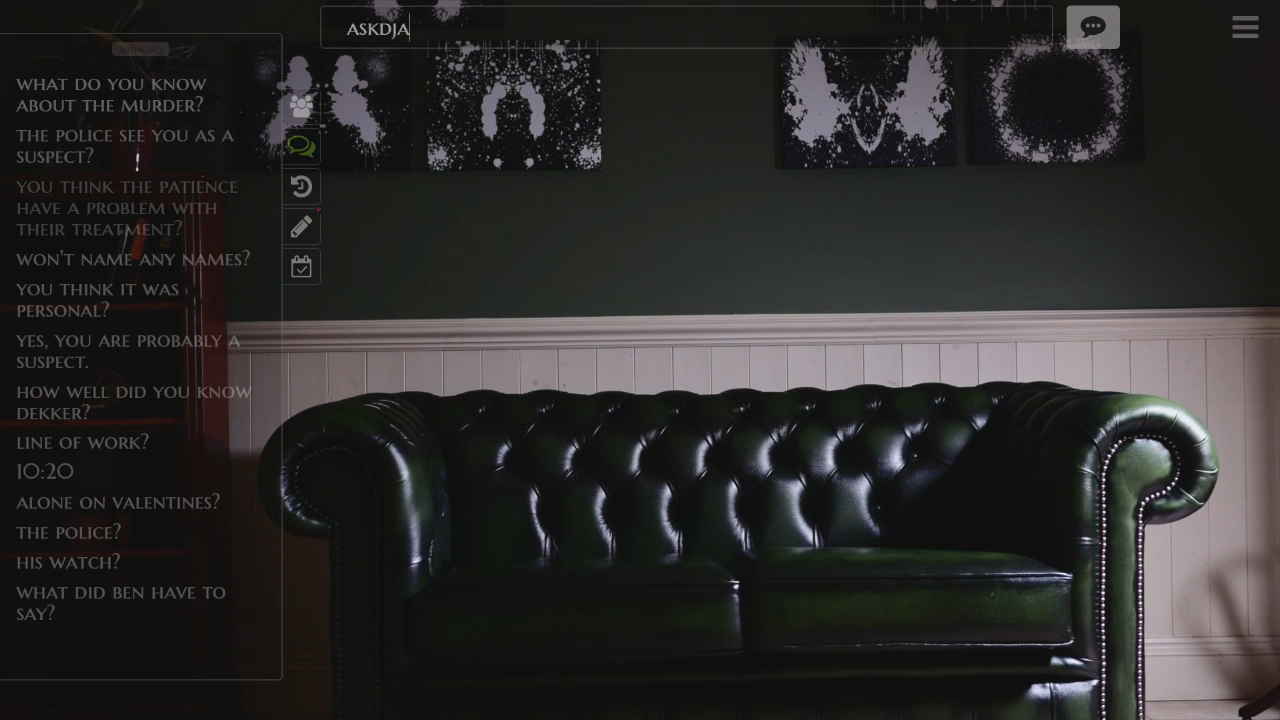 ASKDJA
WHAT DO YOU KNOW
ABOUT THE MURDER?
THE POLICE SEE YOU AS A
SUSPECT?
YOU THINK THE PATIENCE
HAVE A PROBLEM WITH
THEIR TREATMENT?
WON'T NAME ANY NAMES?
YOU THINK IT WAS
PERSONAL?
YES, YOU ARE PROBABLY A
SUSPECT.
HOW WELL DID YOU KNOW
DEKKER?
LINE OF WORK?
10:20
ALONE ON VALENTINES?
THE POLICE?
HIS WATCH?
WHAT DID BEN HAVE TO
SAY?